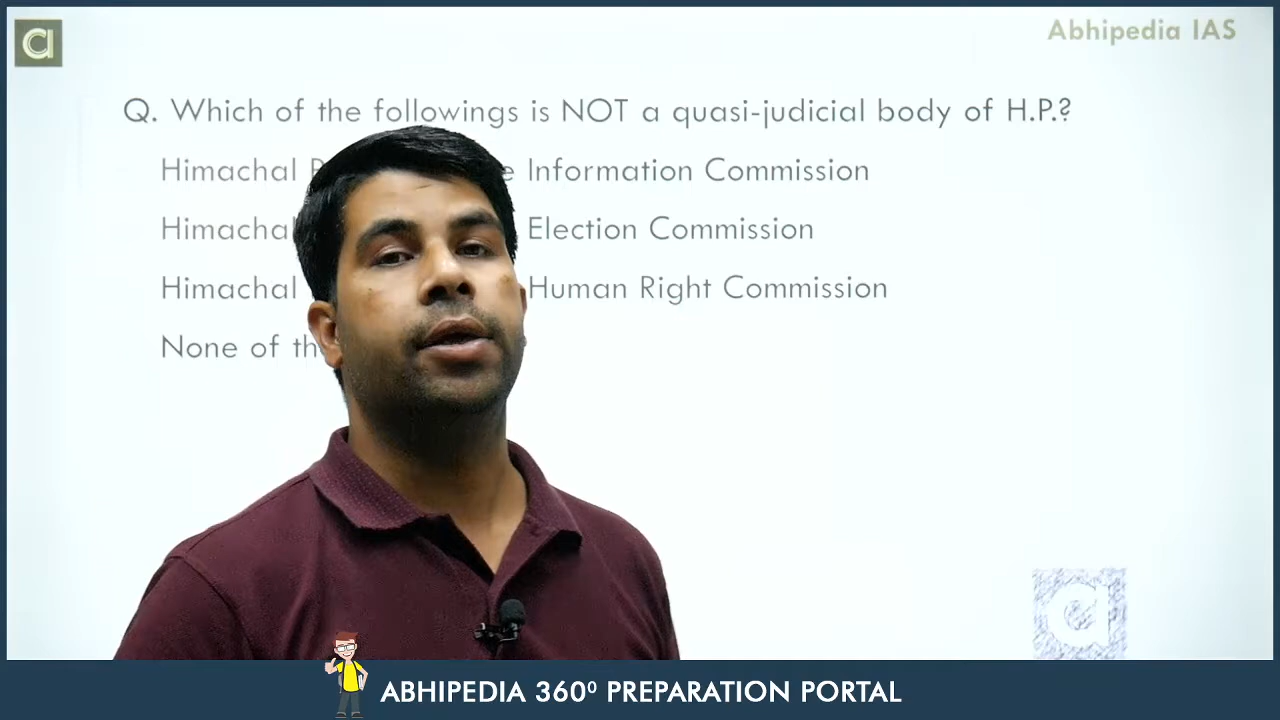 Abhipedia IAS
Q. Which of the followings is NOT a quasi-judicial body of H.P.?
Himachal Information Commission
Himachal Election Commission
Himachal Human Right Commission
None of
ABHIPEDIA 360⁰ PREPARATION PORTAL